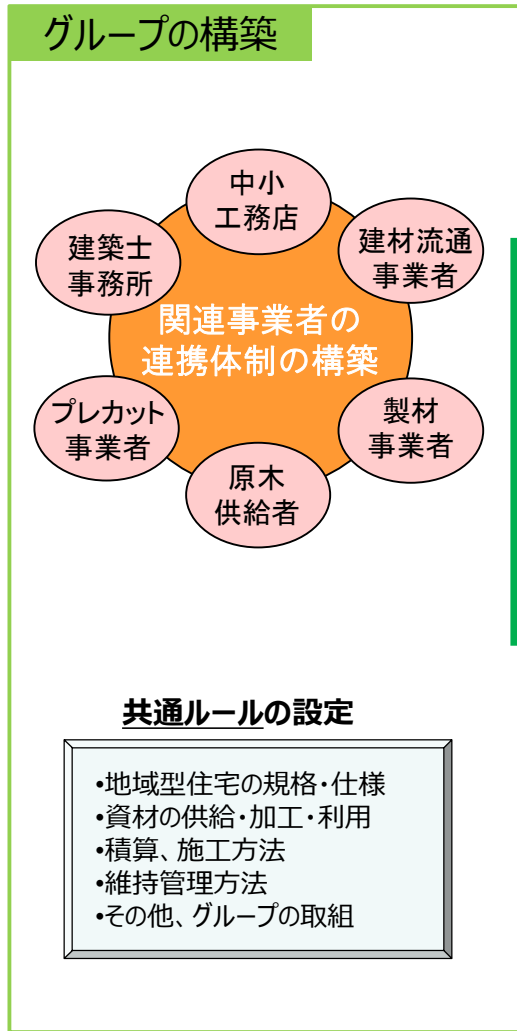 グループの構築
中小
工務店
建築士
事務所
建材流通
事業者
関連事業者の
連携体制の構築
プレカット
事業者
製材
事業者
原木
供給者
共通ルールの設定
•地域型住宅の規格・仕様
•資材の供給・加工・利用
•積算、施工方法
•維持管理方法
•その他、グループの取組